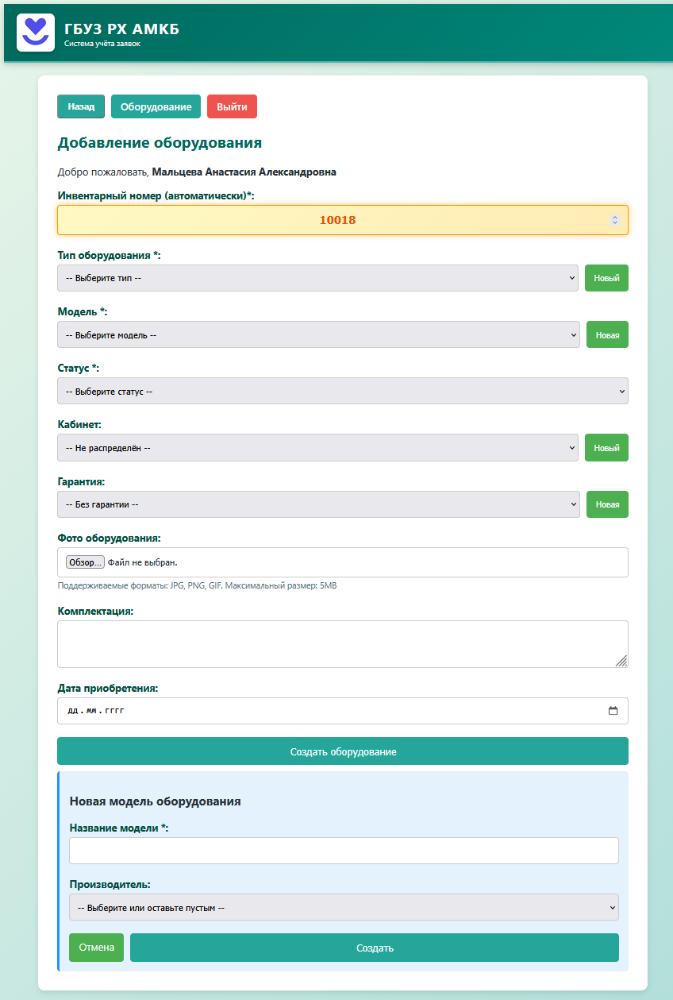 ГБУЗ РХ АМКБ
Система учёта заявок
Назад Оборудование Выйти
Добавление оборудования
Добро пожаловать, Мальцева Анастасия Александровна
Инвентарный номер (автоматически)*:
10018
Тип оборудования *:
-- Выберите тип -- Новый
Модель *:
-- Выберите модель -- Новая
Статус *:
-- Выберите статус --
Кабинет:
-- Не распределён -- Новый
Гарантия:
-- Без гарантии -- Новая
Фото оборудования:
Обзор... Файл не выбран.
Поддерживаемые форматы: JPG, PNG, GIF. Максимальный размер: 5MB
Комплектация:
Дата приобретения:
дд . мм . гггг
Создать оборудование
Новая модель оборудования
Название модели *:
Производитель:
-- Выберите или оставьте пустым --
Отмена Создать